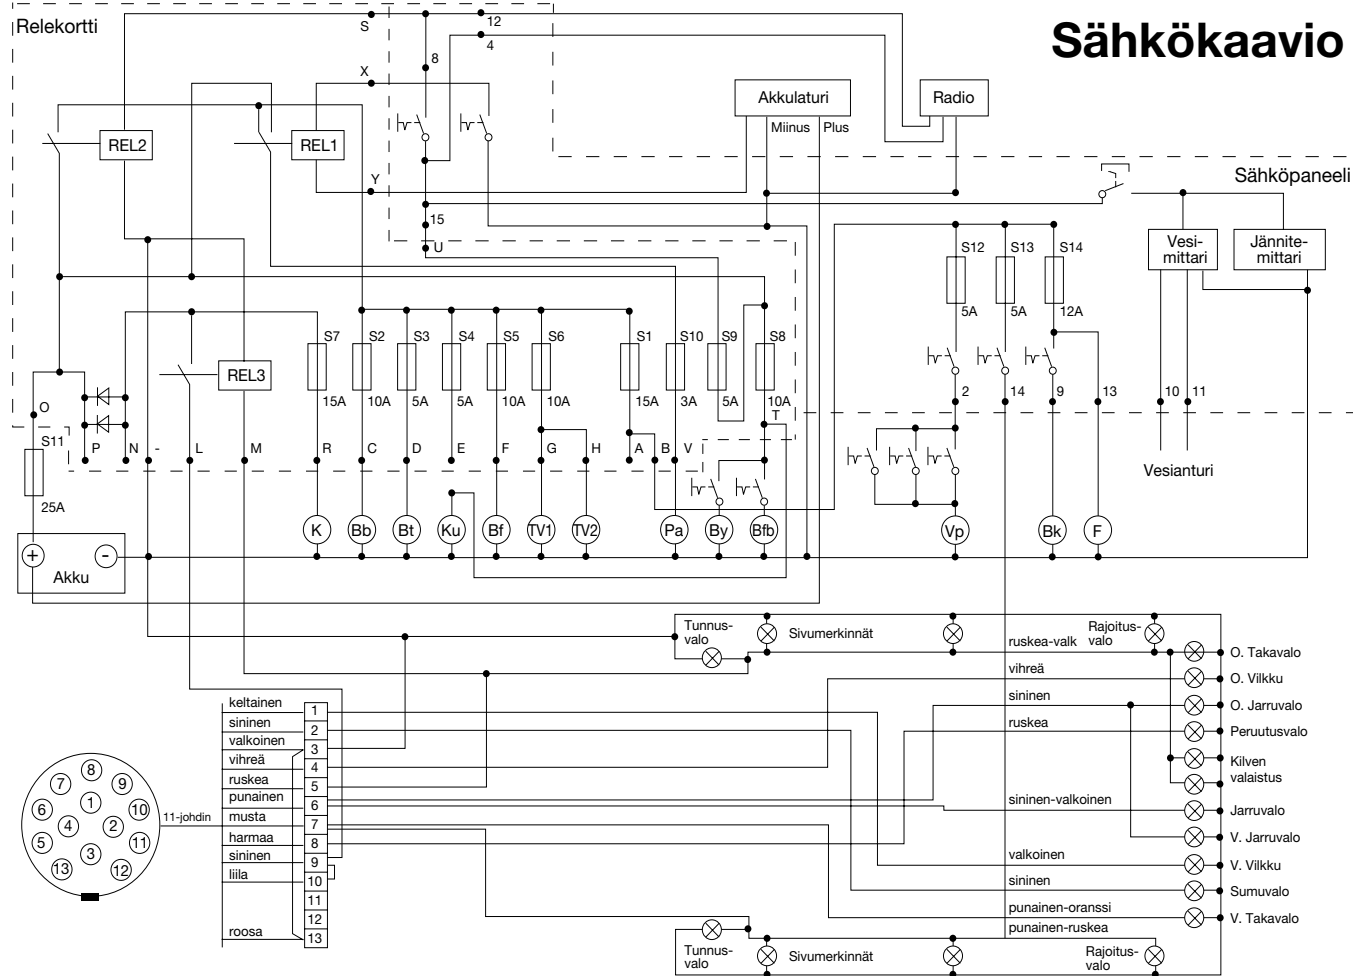 Sähkökaavio
Relekortti
S
12
4
8
X
Akkulaturi
Miinus
Plus
Radio
REL2
REL1
Y
15
U
Sähköpaneeli
S12
S13
S14
Vesi-
mittari
Jännite-
mittari
5A
5A
12A
S7
S2
S3
S4
S5
S6
S1
S10
S9
S8
REL3
15A
10A
5A
5A
10A
10A
15A
3A
5A
10A
T
O
S11
25A
P
N
-
L
M
R
C
D
E
F
G
H
A
B
V
2
14
9
13
10
11
Vesianturi
K
Bb
Bt
Ku
Bf
TV1
TV2
Pa
By
Bfb
Vp
Bk
F
+
-
Akku
Tunnus-
valo
Sivumerkinnät
Rajoitus-
valo
ruskea-valk
O. Takavalo
vihreä
O. Vilkku
sininen
O. Jarruvalo
ruskea
Peruutusvalo
Kilven
valaistus
sininen-valkoinen
Jarruvalo
V. Jarruvalo
valkoinen
V. Vilkku
sininen
Sumuvalo
punainen-oranssi
V. Takavalo
punainen-ruskea
keltainen
1
sininen
2
valkoinen
3
vihreä
4
ruskea
5
punainen
6
musta
7
harmaa
8
sininen
9
liila
10
11
12
roosa
13
11-johdin
8
7
9
1
6
10
4
2
5
11
3
13
12
Tunnus-
valo
Sivumerkinnät
Rajoitus-
valo